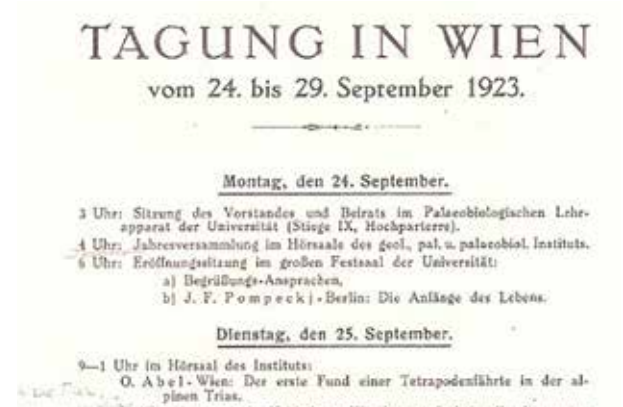 TAGUNG IN WIEN
vom 24. bis 29. September 1923.
Montag, den 24. September.
3 Uhr: Sitzung des Vorstandes und Beirats im Palaeobiologischen Lehr-
apparat der Universität (Stiege IX, Hochparterre).
4 Uhr: Jahresversammlung im Hörsaale des geol., pal. u. palaeobiol. Instituts.
6 Uhr: Eröffnungssitzung im großen Festsaal der Universität:
a) Begrüßungs-Ansprachen,
b) J. F. Pompeckj-Berlin: Die Anfänge des Lebens.
Dienstag, den 25. September.
9—1 Uhr im Hörsaal des Instituts:
O. Abel-Wien: Der erste Fund einer Tetrapodenfährte in der al-
pinen Trias.